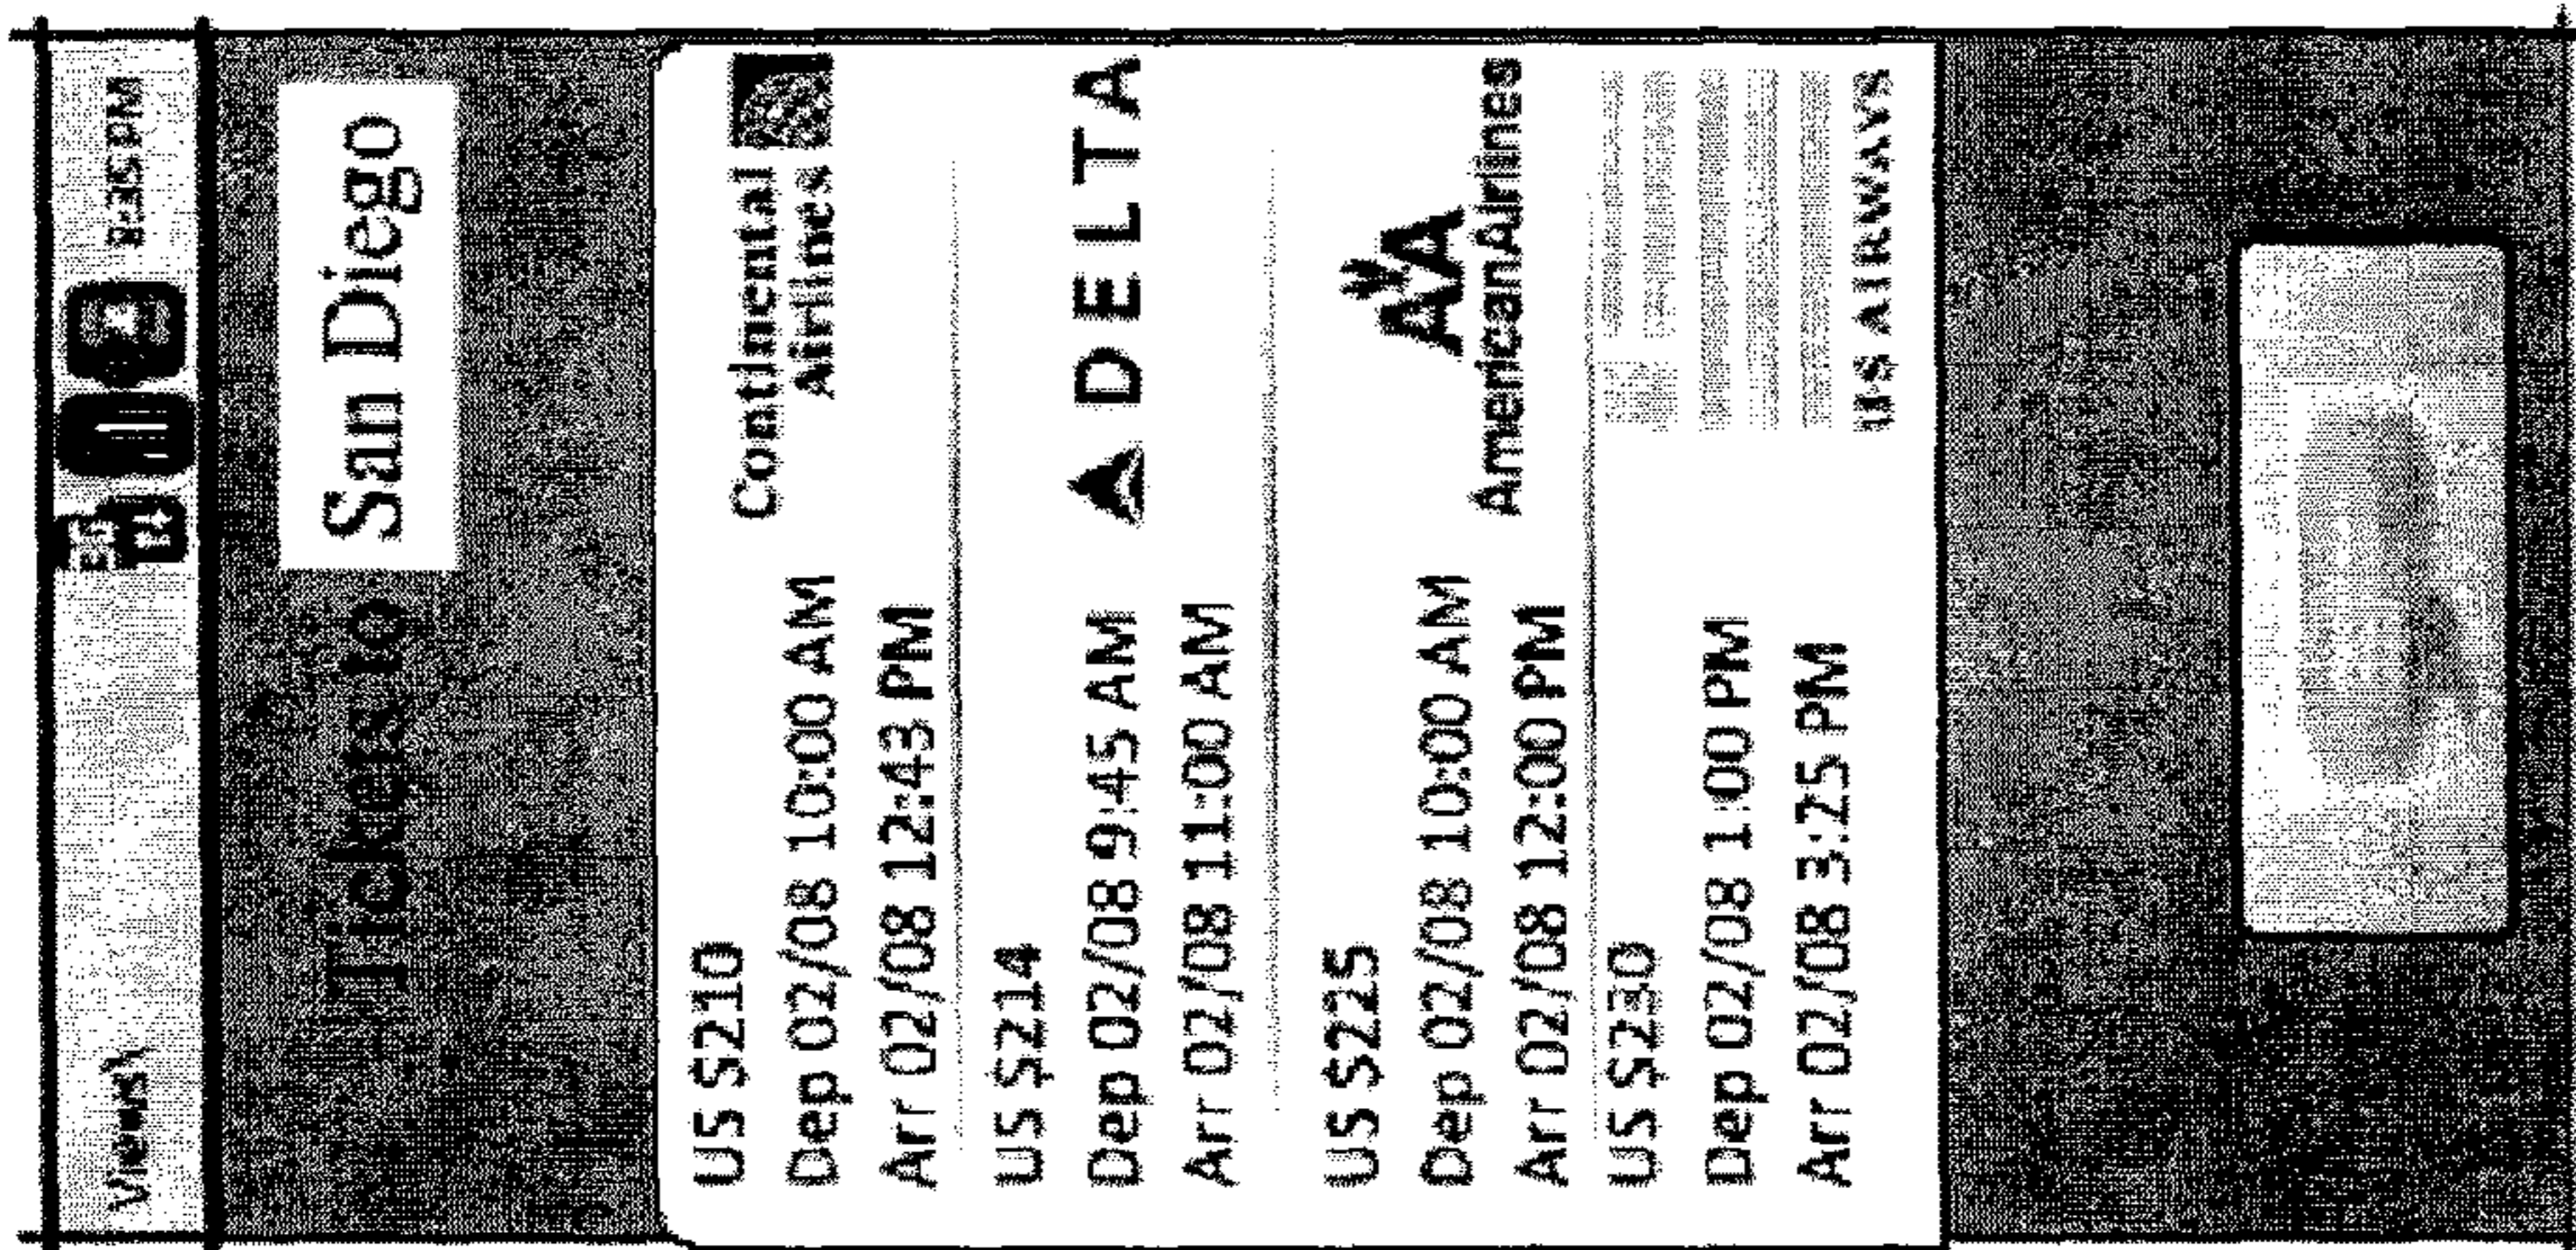 Views\ 8:35 PM
Tickets to San Diego
US $210
Continental
Airlines
Dep 02/08 10:00 AM
Arr 02/08 12:43 PM
US $214
DELTA
Dep 02/08 9:45 AM
Arr 02/08 11:00 AM
US $225
AA
AmericanAirlines
Dep 02/08 10:00 AM
Arr 02/08 12:00 PM
US $230
Dep 02/08 1:00 PM
US AIRWAYS
Arr 02/08 3:25 PM